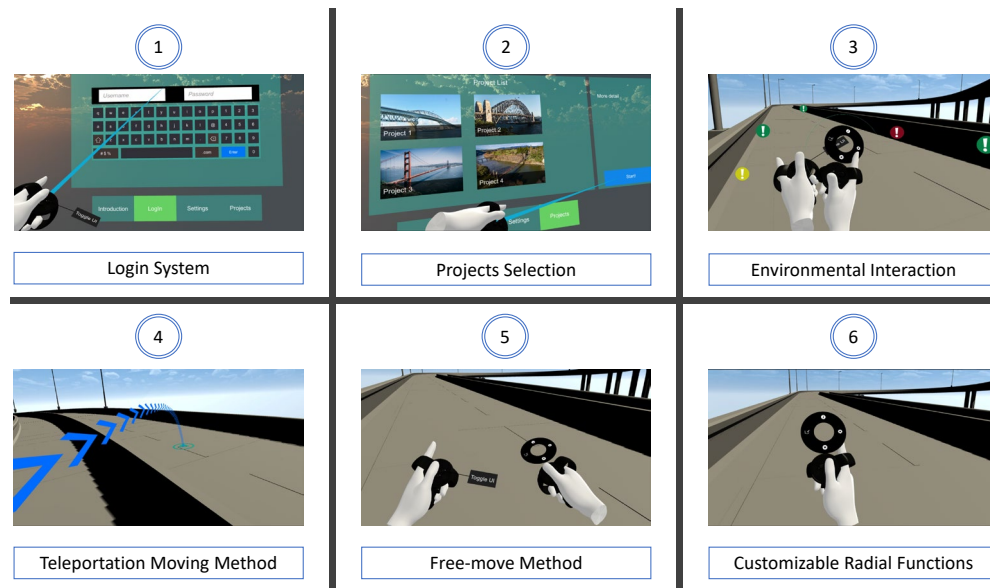 1
2
3
Username
Password
.com
Enter
Toggle UI
Introduction
Login
Settings
Projects
Project List
More detail
Project 1
Project 2
Project 3
Project 4
Start
Settings
Projects
!
!
!
!
!
Login System
Projects Selection
Environmental Interaction
4
5
6
Toggle UI
Teleportation Moving Method
Free-move Method
Customizable Radial Functions